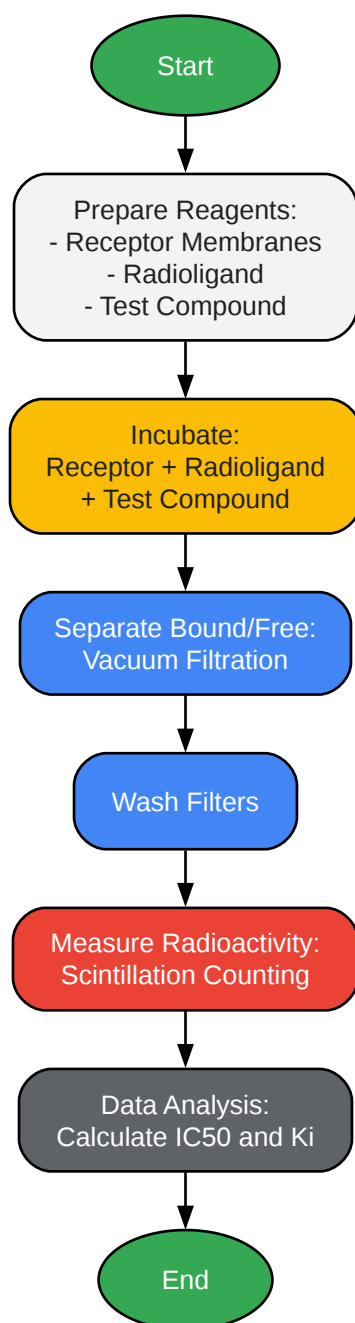 Start
Prepare Reagents:
- Receptor Membranes
- Radioligand
- Test Compound
Incubate:
Receptor + Radioligand
+ Test Compound
Separate Bound/Free:
Vacuum Filtration
Wash Filters
Measure Radioactivity:
Scintillation Counting
Data Analysis:
Calculate IC50 and Ki
End